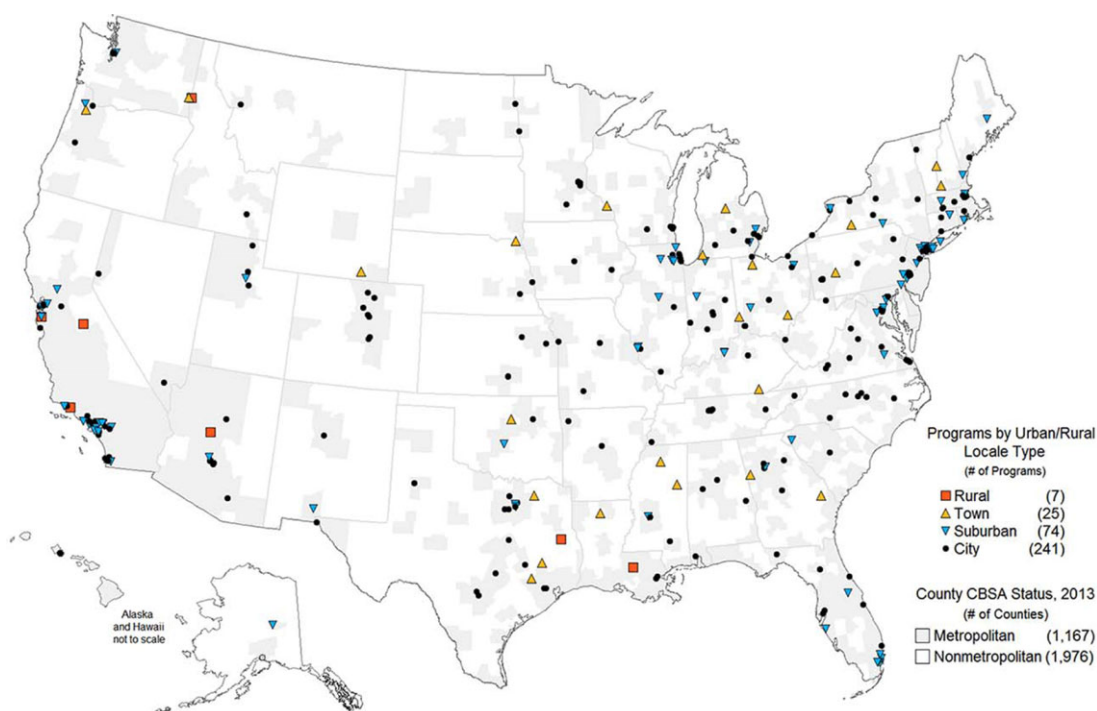 Programs by Urban/Rural
Locale Type
(# of Programs)
Rural (7)
Town (25)
Suburban (74)
City (241)
County CBSA Status, 2013
(# of Counties)
Metropolitan (1,167)
Nonmetropolitan (1,976)
Alaska
and Hawaii
not to scale